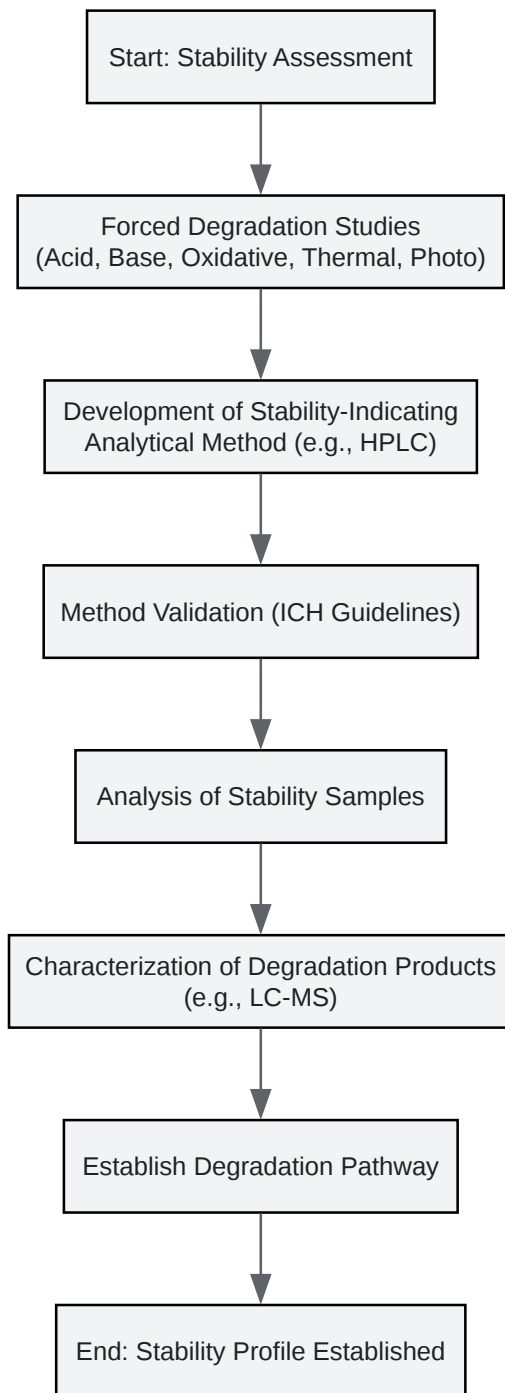 Start: Stability Assessment
Forced Degradation Studies
(Acid, Base, Oxidative, Thermal, Photo)
Development of Stability-Indicating
Analytical Method (e.g., HPLC)
Method Validation (ICH Guidelines)
Analysis of Stability Samples
Characterization of Degradation Products
(e.g., LC-MS)
Establish Degradation Pathway
End: Stability Profile Established